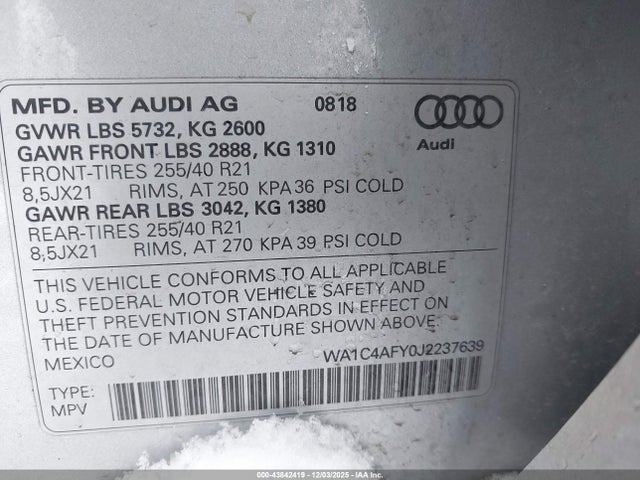 MFD. BY AUDI AG 0818
Audi
GVWR LBS 5732, KG 2600
GAWR FRONT LBS 2888, KG 1310
FRONT-TIRES 255/40 R21
8,5JX21 RIMS, AT 250 KPA 36 PSI COLD
GAWR REAR LBS 3042, KG 1380
REAR-TIRES 255/40 R21
8,5JX21 RIMS, AT 270 KPA 39 PSI COLD
THIS VEHICLE CONFORMS TO ALL APPLICABLE
U.S. FEDERAL MOTOR VEHICLE SAFETY AND
THEFT PREVENTION STANDARDS IN EFFECT ON
THE DATE OF MANUFACTURE SHOWN ABOVE.
MEXICO WA1C4AFY0J2237639
TYPE:
MPV
000-43842419 - 12/03/2025 - IAA Inc.